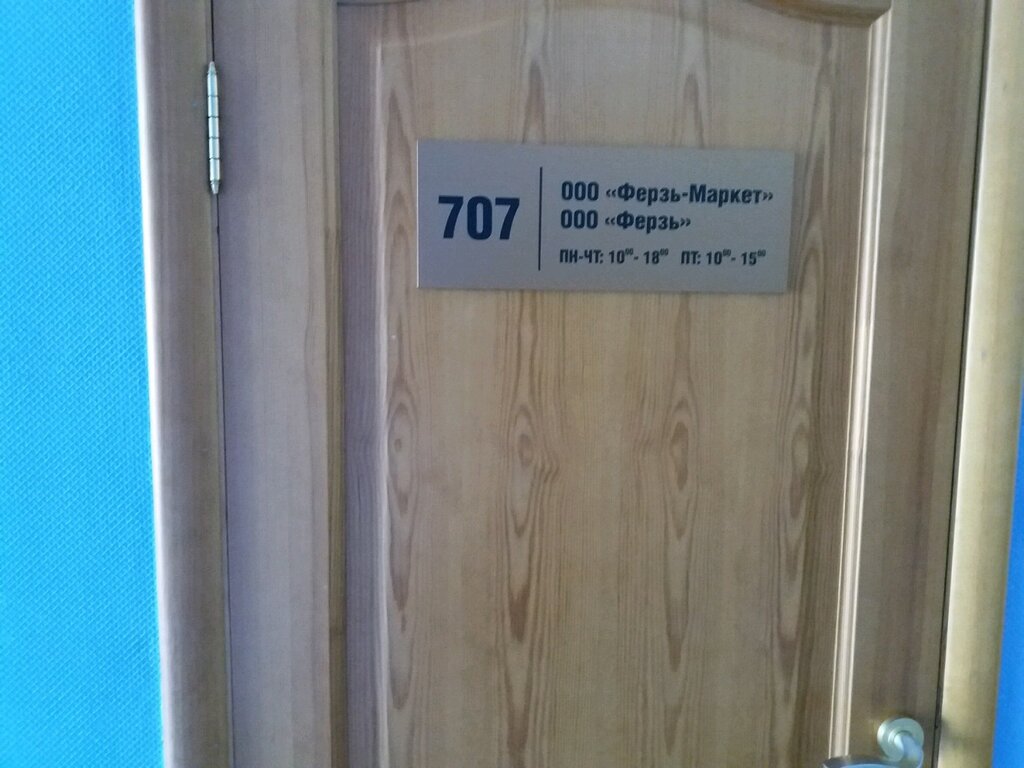 707
ООО «Ферзь-Маркет»
ООО «Ферзь»
ПН-ЧТ: 10⁰⁰- 18⁰⁰ ПТ: 10⁰⁰- 15⁰⁰